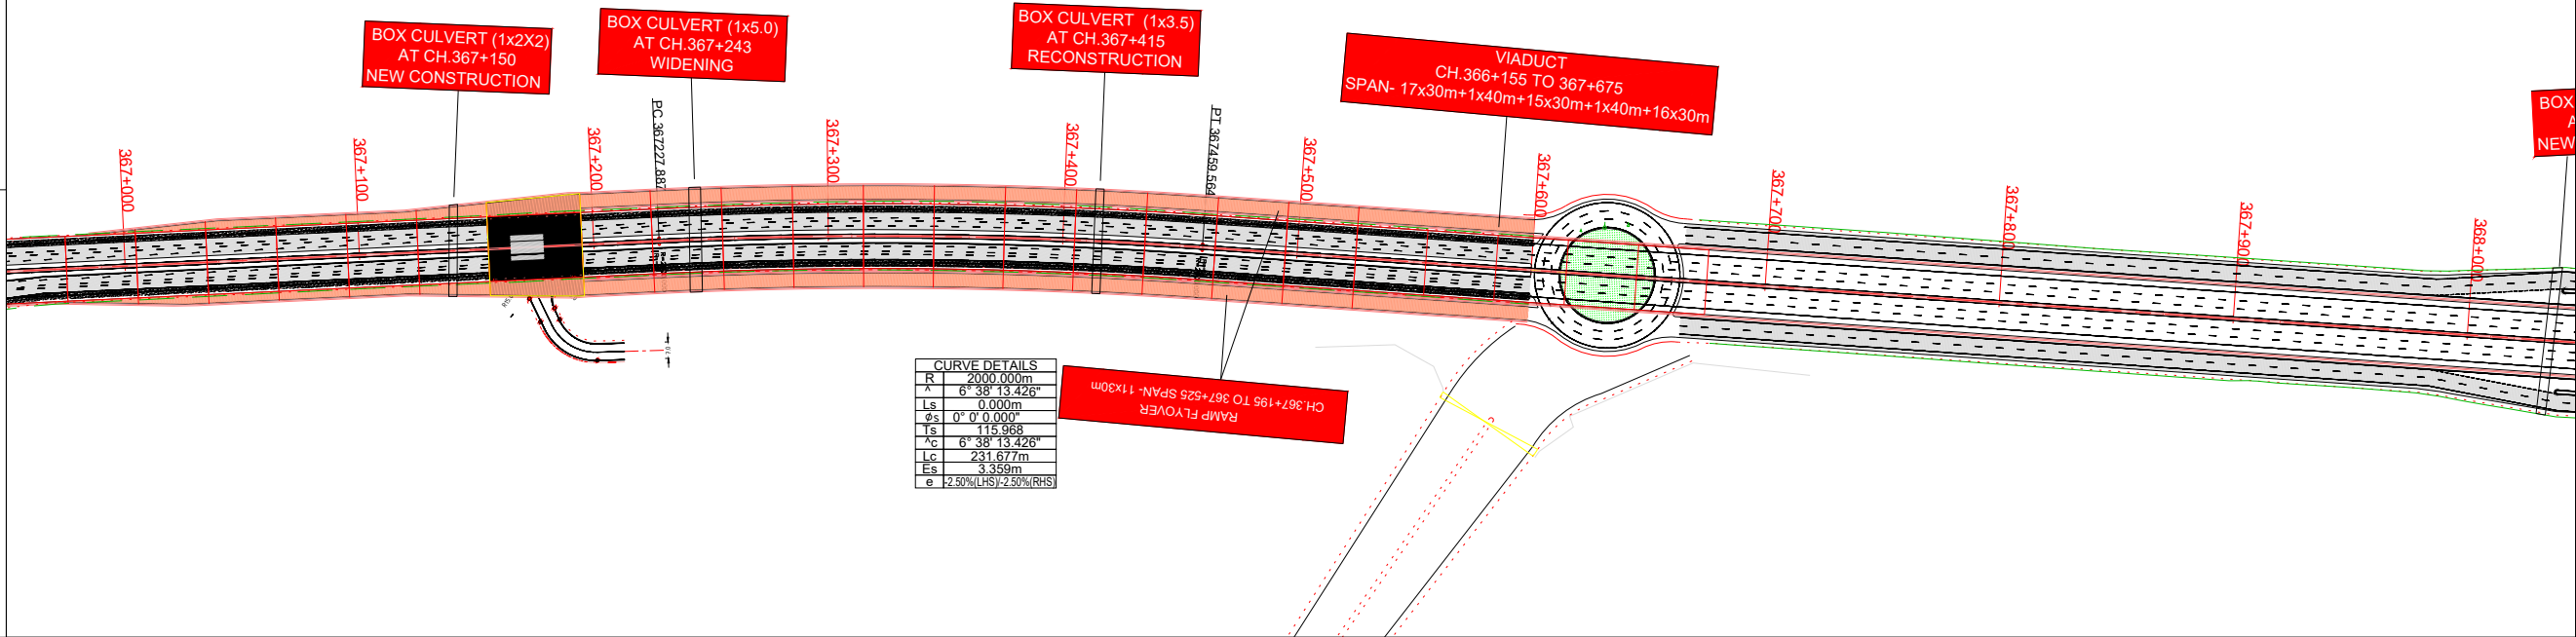 BOX CULVERT (1x2X2)
AT CH.367+150
NEW CONSTRUCTION
BOX CULVERT (1x5.0)
AT CH.367+243
WIDENING
BOX CULVERT (1x3.5)
AT CH.367+415
RECONSTRUCTION
VIADUCT
CH.366+155 TO 367+675
SPAN- 17x30m+1x40m+15x30m+1x40m+16x30m
BOX
A
NEW
367+000
367+100
367+200
PC 367227.887
367+300
367+400
PT 367459.564
367+500
367+600
367+700
367+800
367+900
368+000
CURVE DETAILS
R 2000.000m
^ 6° 38' 13.426"
Ls 0.000m
φs 0° 0' 0.000"
Ts 115.968
^c 6° 38' 13.426"
Lc 231.677m
Es 3.359m
e -2.50%(LHS)/-2.50%(RHS)
RAMP FLYOVER
CH.367+195 TO 367+525 SPAN- 11x30m